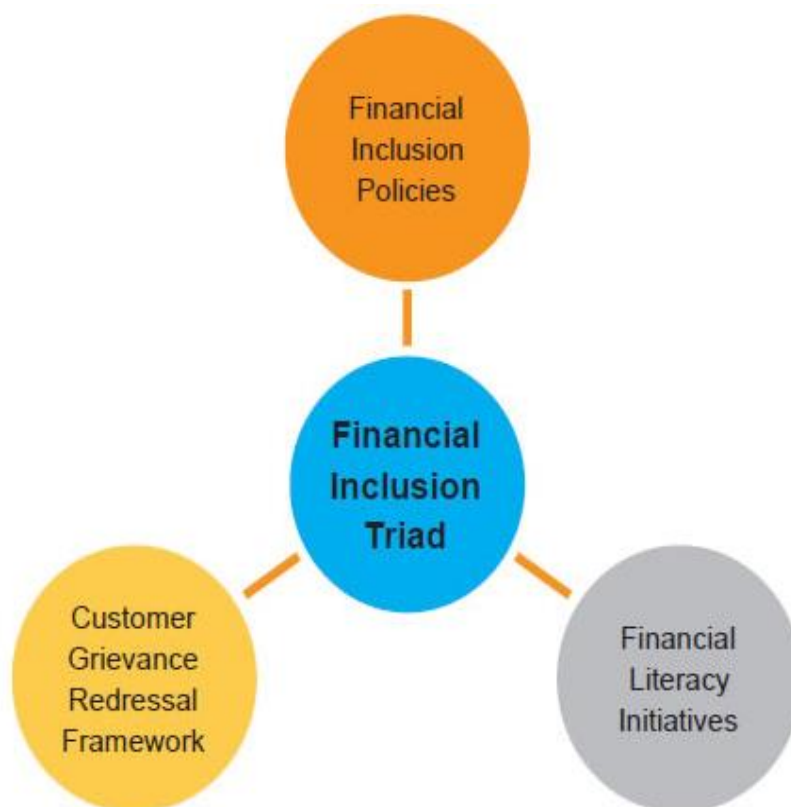 Financial
Inclusion
Policies
Financial
Inclusion
Triad
Customer
Grievance
Redressal
Framework
Financial
Literacy
Initiatives